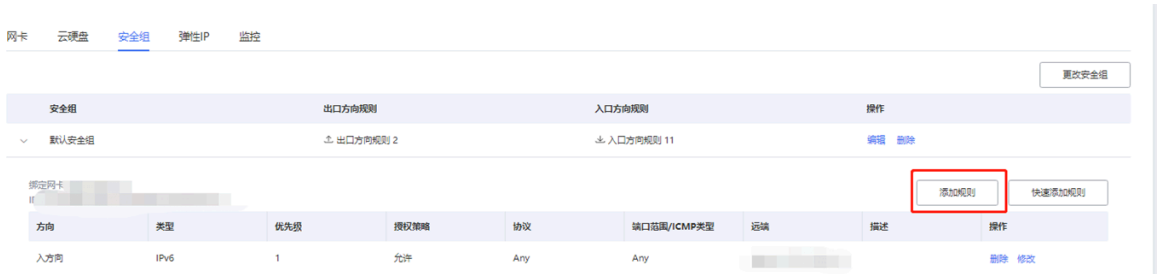 网卡 云硬盘 安全组 弹性IP 监控
更改安全组
安全组 出口方向规则 入口方向规则 操作
默认安全组 出口方向规则 2 入口方向规则 11 编辑 删除
绑定网卡
添加规则 快速添加规则
方向 类型 优先级 授权策略 协议 端口范围/ICMP类型 远端 描述 操作
入方向 IPv6 1 允许 Any Any 删除 修改